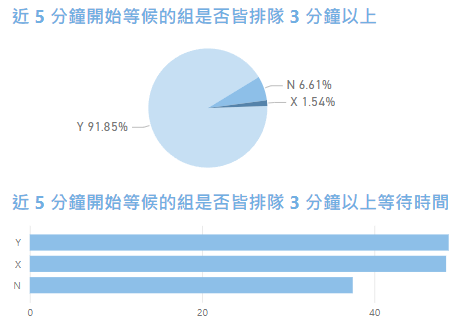 近 5 分鐘開始等候的組是否皆排隊 3 分鐘以上
N 6.61%
X 1.54%
Y 91.85%
近 5 分鐘開始等候的組是否皆排隊 3 分鐘以上等待時間
Y
X
N
0 20 40